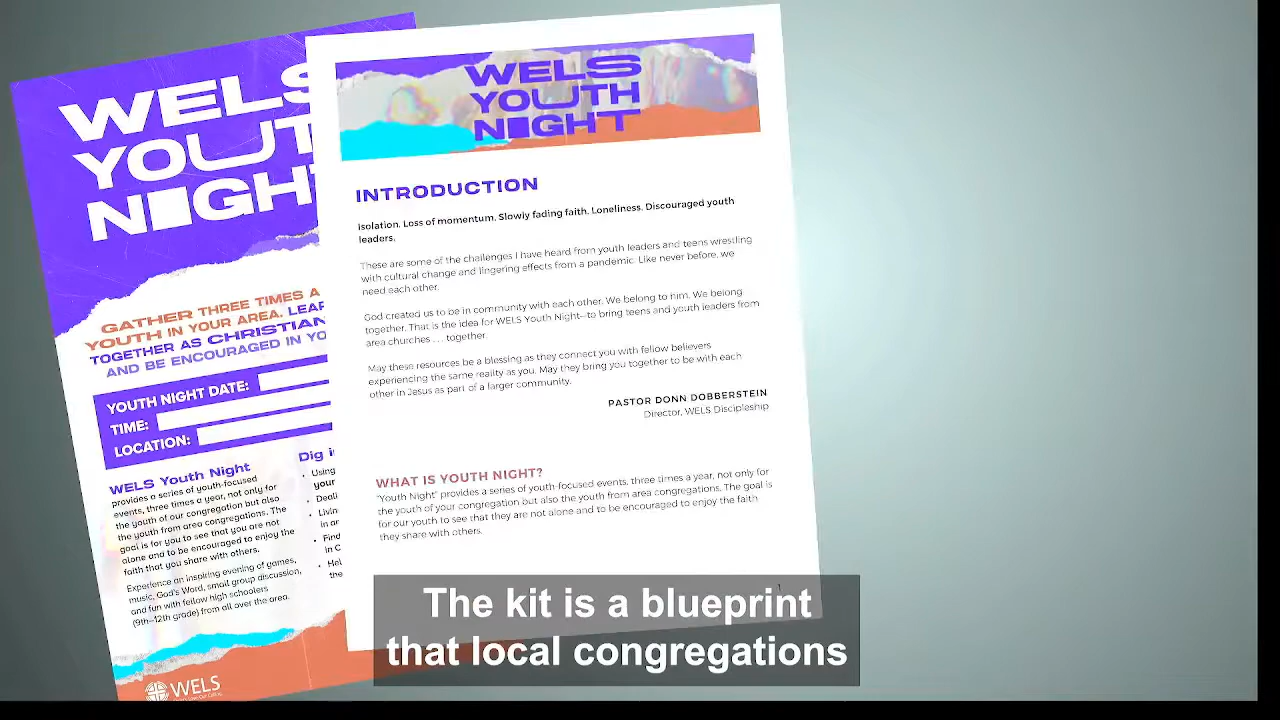 WELS
YOUT
NIGH
GATHER THREE TIMES A
YOUTH IN YOUR AREA. LEAR
TOGETHER AS CHRISTIAN
AND BE ENCOURAGED IN YO
YOUTH NIGHT DATE:
TIME:
LOCATION:
WELS Youth Night
provides a series of youth-focused
events, three times a year, not only for
the youth of our congregation but also
the youth from area congregations. The
goal is for you to see that you are not
alone and to be encouraged to enjoy the
faith that you share with others.
Experience an inspiring evening of games,
music, God's Word, small group discussion,
and fun with fellow high schoolers
(9th–12th grade) from all over the area.
Dig i
• Using
your
• Deali
• Livin
in ar
• Find
in C
• Hel
the
WELS
WELS
YOUTH
NIGHT
INTRODUCTION
Isolation. Loss of momentum. Slowly fading faith. Loneliness. Discouraged youth
leaders.
These are some of the challenges I have heard from youth leaders and teens wrestling
with cultural change and lingering effects from a pandemic. Like never before, we
need each other.
God created us to be in community with each other. We belong to him. We belong
together. That is the idea for WELS Youth Night—to bring teens and youth leaders from
area churches . . . together.
May these resources be a blessing as they connect you with fellow believers
experiencing the same reality as you. May they bring you together to be with each
other in Jesus as part of a larger community.
PASTOR DONN DOBBERSTEIN
Director, WELS Discipleship
WHAT IS YOUTH NIGHT?
"Youth Night" provides a series of youth-focused events, three times a year, not only for
the youth of your congregation but also the youth from area congregations. The goal is
for our youth to see that they are not alone and to be encouraged to enjoy the faith
they share with others.
1
The kit is a blueprint
that local congregations